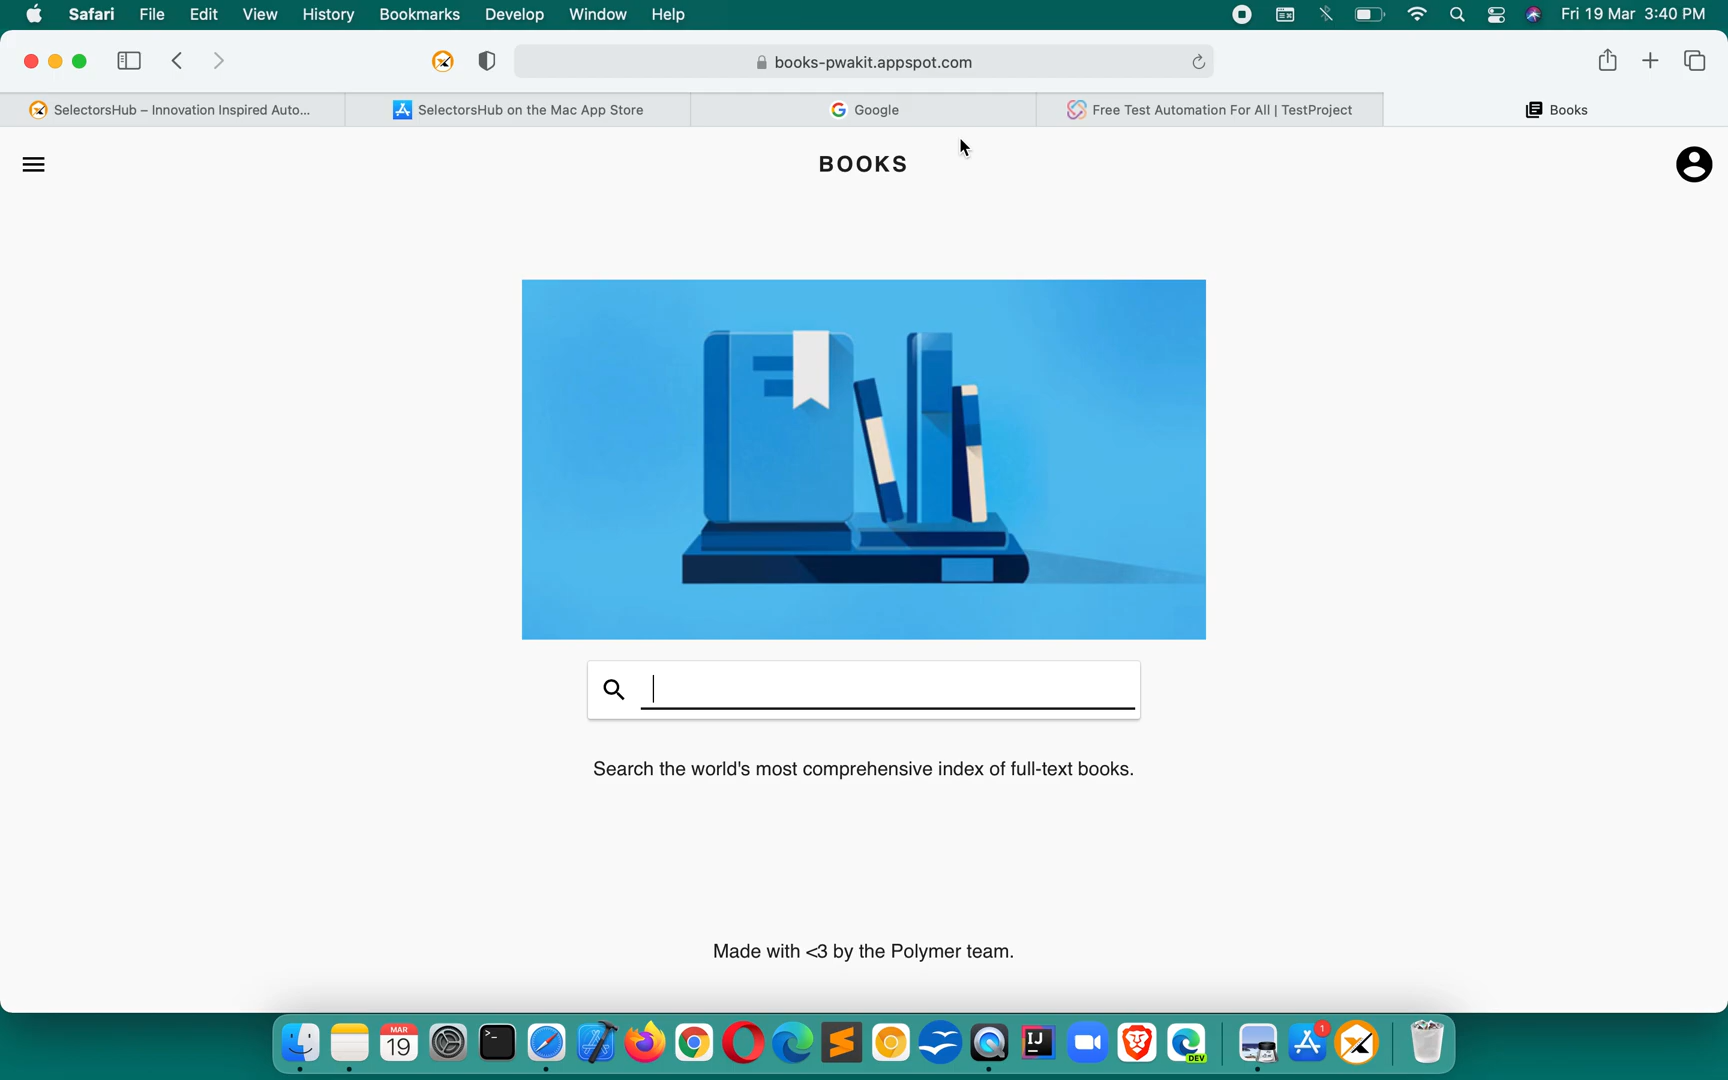 Safari File Edit View History Bookmarks Develop Window Help Fri 19 Mar 3:40 PM
books-pwakit.appspot.com
SelectorsHub – Innovation Inspired Auto... SelectorsHub on the Mac App Store Google Free Test Automation For All | TestProject Books
BOOKS
Search the world's most comprehensive index of full-text books.
Made with <3 by the Polymer team.
MAR
19
>_
IJ
DEV
1